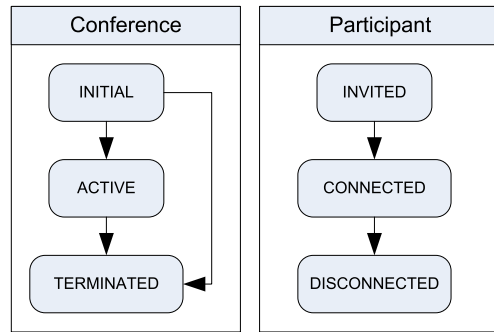 Conference
INITIAL
ACTIVE
TERMINATED
Participant
INVITED
CONNECTED
DISCONNECTED